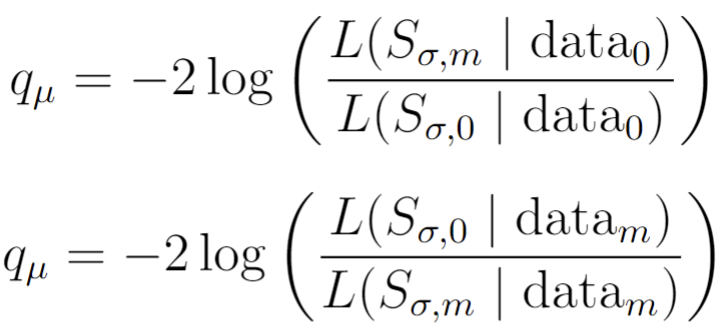 q_μ = −2 log ( L(S_{σ,m} | data_0) / L(S_{σ,0} | data_0) )
q_μ = −2 log ( L(S_{σ,0} | data_m) / L(S_{σ,m} | data_m) )